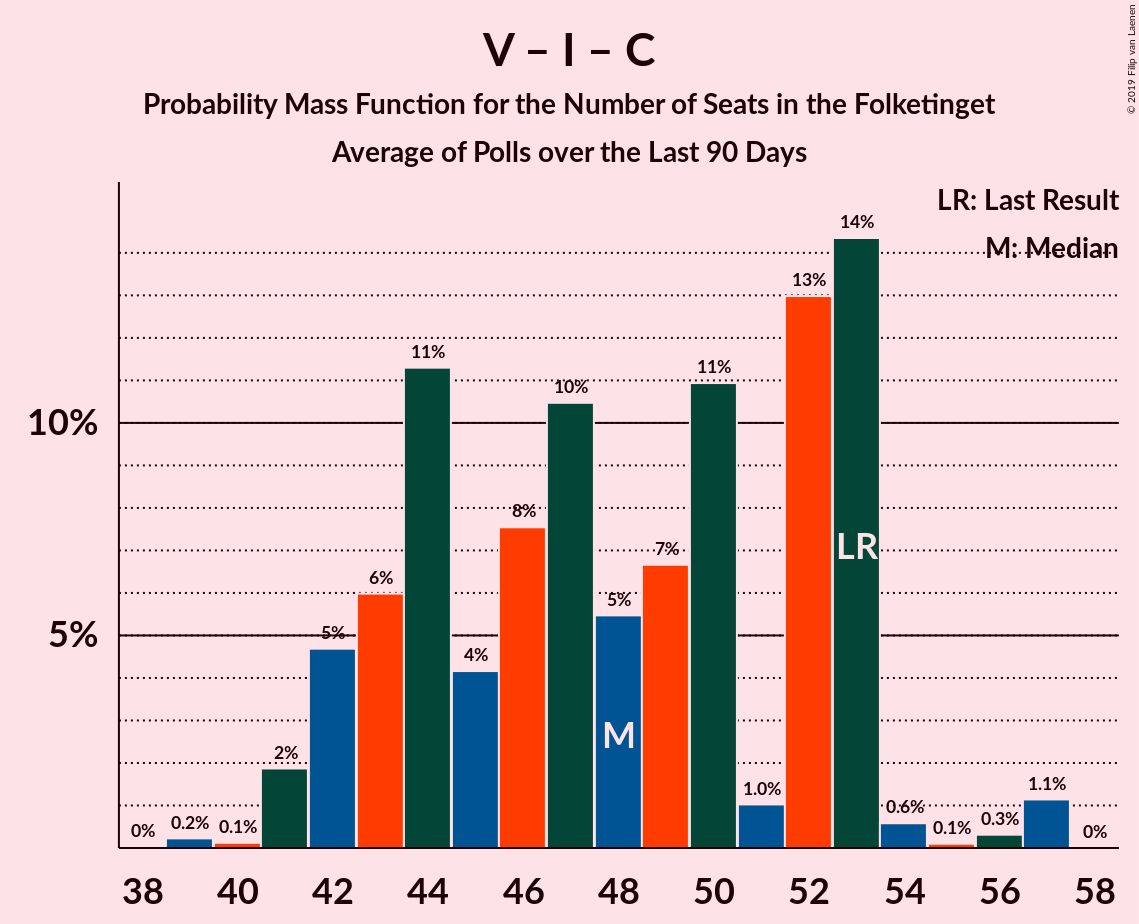 © 2019 Filip van Laenen
V – I – C
Probability Mass Function for the Number of Seats in the Folketinget
Average of Polls over the Last 90 Days
LR: Last Result
M: Median
10%
5%
0%
0.2%
0.1%
2%
5%
6%
11%
4%
8%
10%
5%
7%
11%
1.0%
13%
14%
0.6%
0.1%
0.3%
1.1%
0%
M
LR
38 40 42 44 46 48 50 52 54 56 58